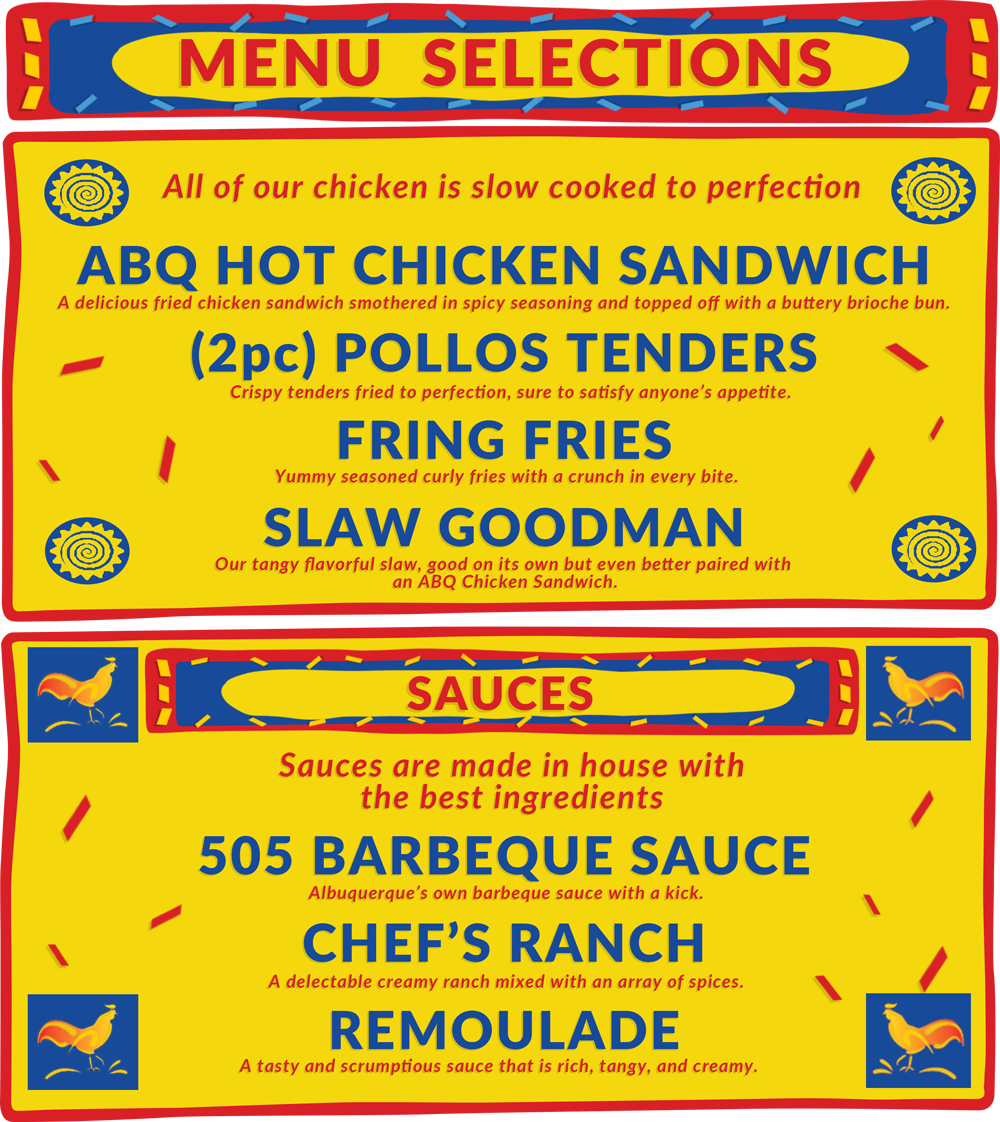 MENU SELECTIONS
All of our chicken is slow cooked to perfection
ABQ HOT CHICKEN SANDWICH
A delicious fried chicken sandwich smothered in spicy seasoning and topped off with a buttery brioche bun.
(2pc) POLLOS TENDERS
Crispy tenders fried to perfection, sure to satisfy anyone's appetite.
FRING FRIES
Yummy seasoned curly fries with a crunch in every bite.
SLAW GOODMAN
Our tangy flavorful slaw, good on its own but even better paired with
an ABQ Chicken Sandwich.
SAUCES
Sauces are made in house with
the best ingredients
505 BARBEQUE SAUCE
Albuquerque's own barbeque sauce with a kick.
CHEF'S RANCH
A delectable creamy ranch mixed with an array of spices.
REMOULADE
A tasty and scrumptious sauce that is rich, tangy, and creamy.